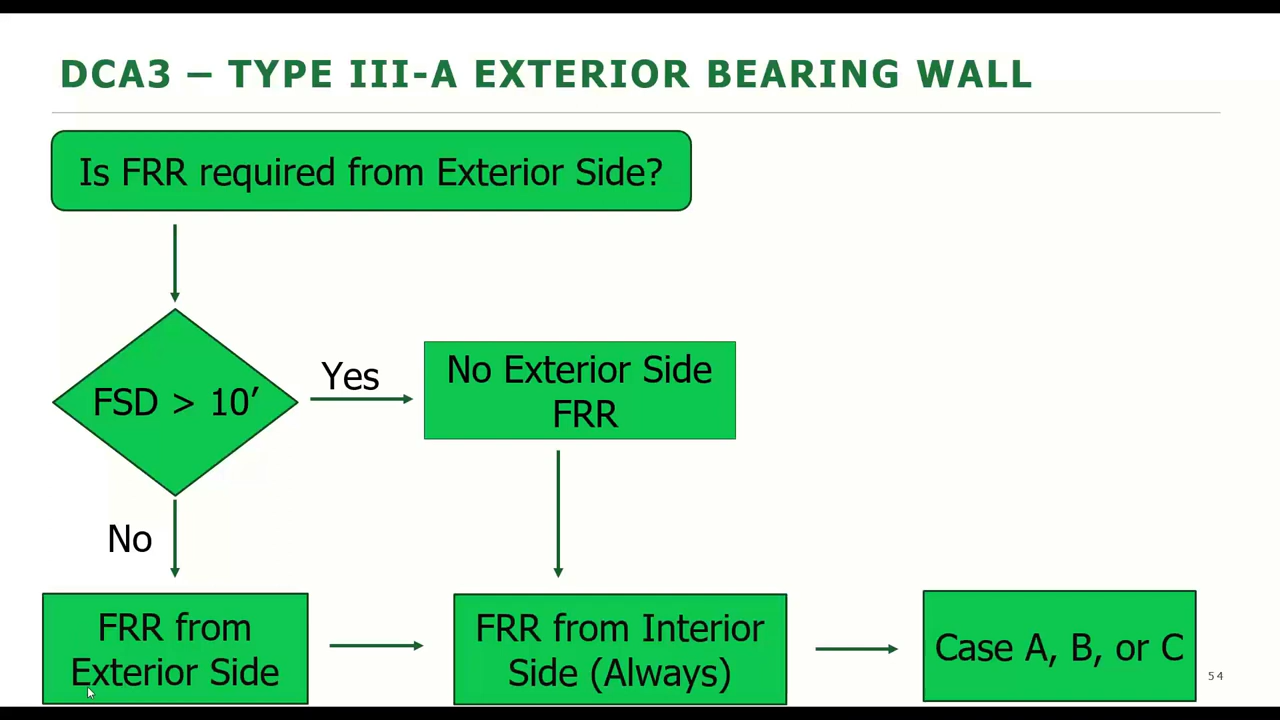 DCA3 – TYPE III-A EXTERIOR BEARING WALL
Is FRR required from Exterior Side?
FSD > 10’
Yes
No Exterior Side
FRR
No
FRR from
Exterior Side
FRR from Interior
Side (Always)
Case A, B, or C
54